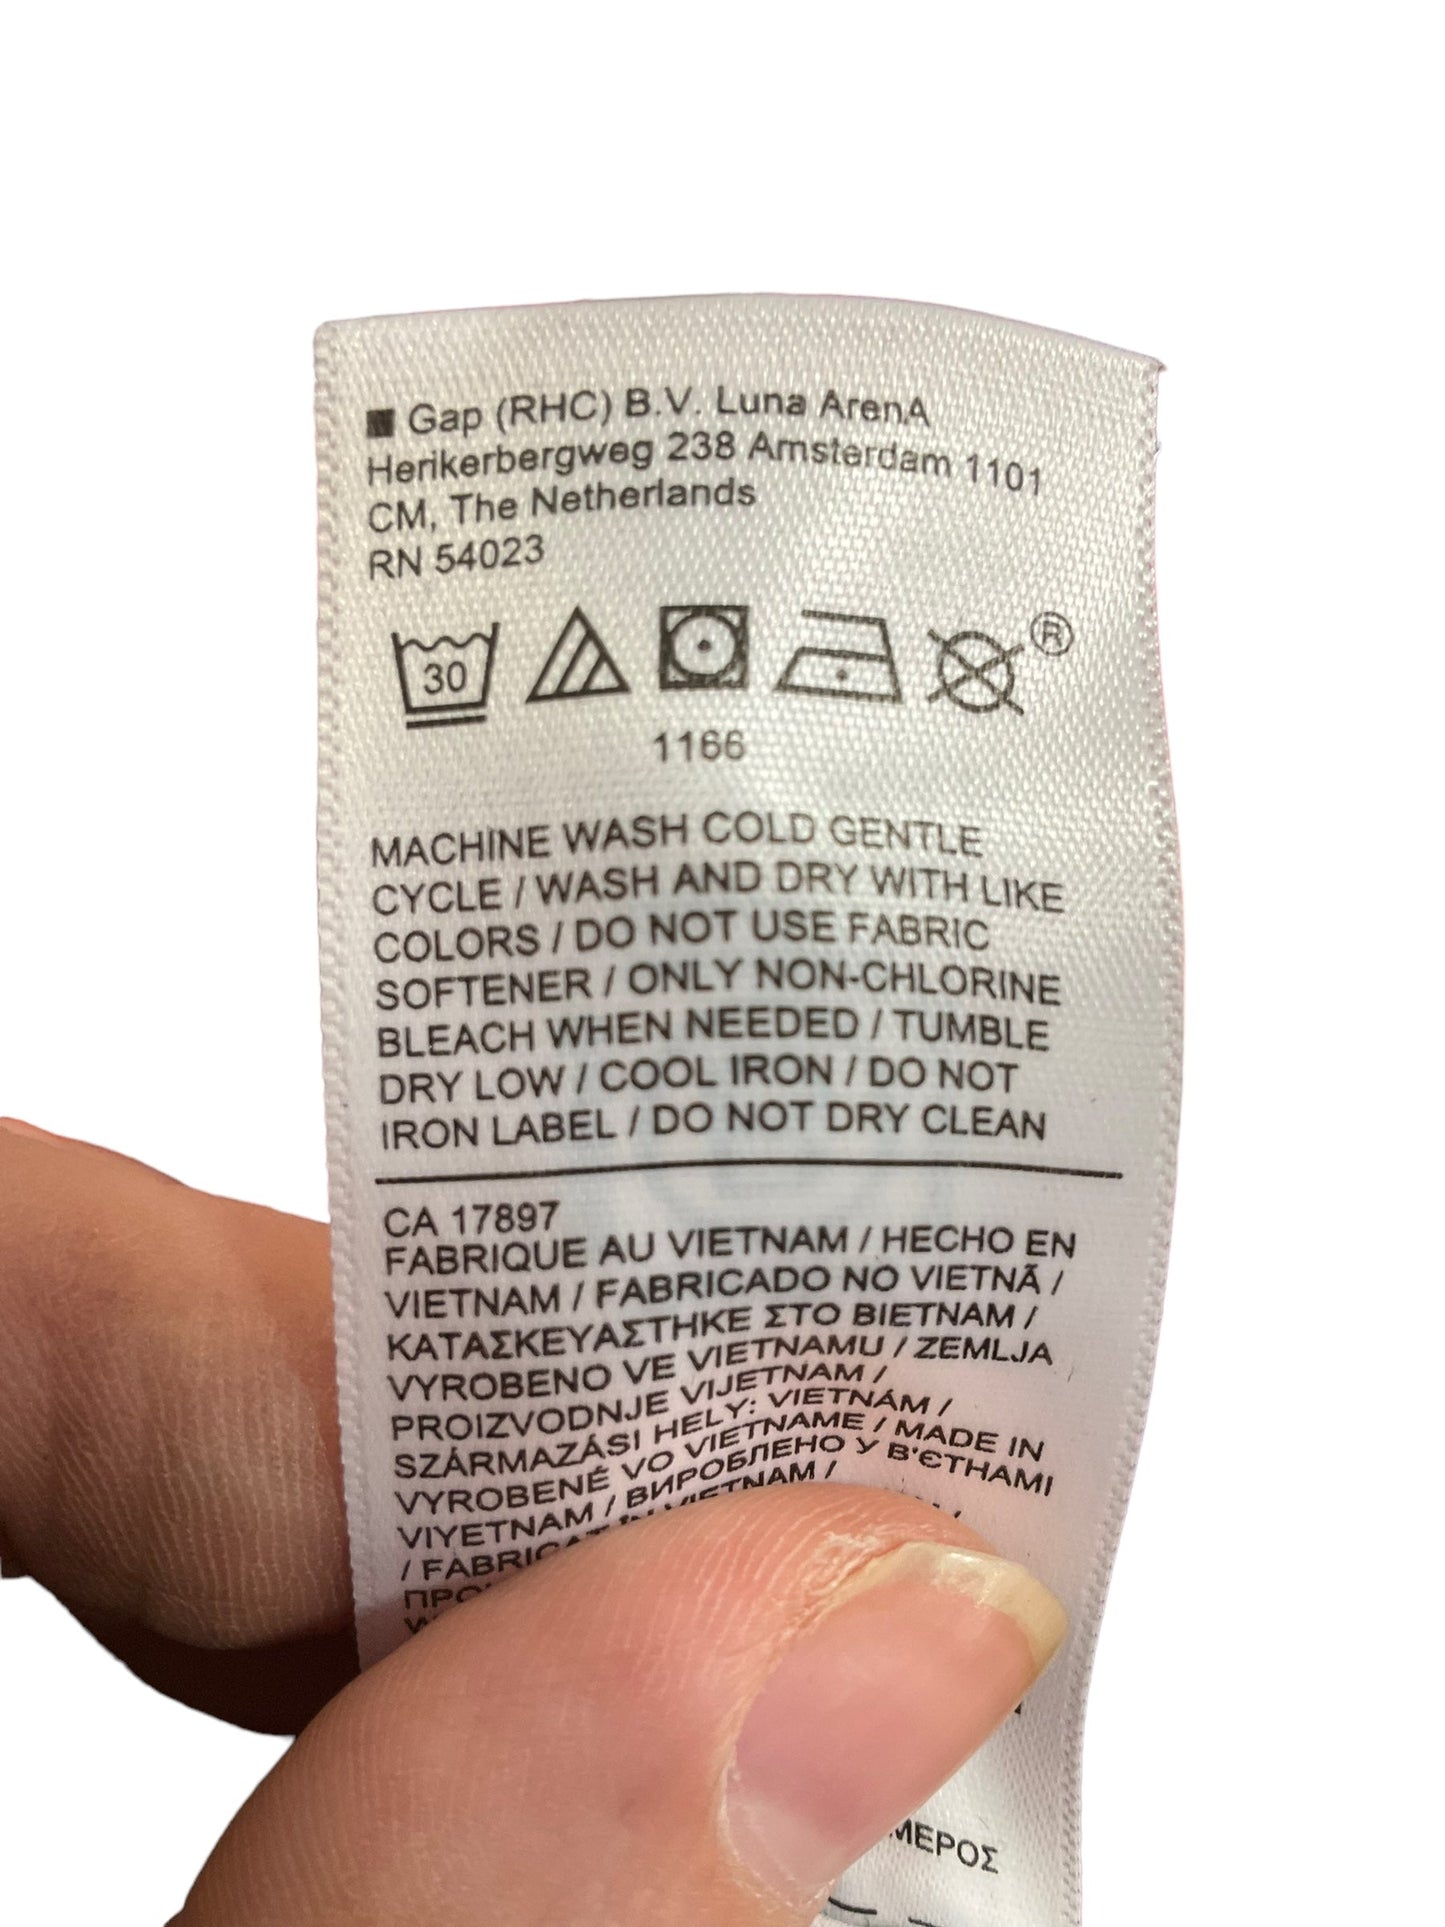 ■ Gap (RHC) B.V. Luna ArenA
Herikerbergweg 238 Amsterdam 1101
CM, The Netherlands
RN 54023
30
®
1166
MACHINE WASH COLD GENTLE
CYCLE / WASH AND DRY WITH LIKE
COLORS / DO NOT USE FABRIC
SOFTENER / ONLY NON-CHLORINE
BLEACH WHEN NEEDED / TUMBLE
DRY LOW / COOL IRON / DO NOT
IRON LABEL / DO NOT DRY CLEAN
CA 17897
FABRIQUE AU VIETNAM / HECHO EN
VIETNAM / FABRICADO NO VIETNÃ /
ΚΑΤΑΣΚΕΥΑΣΤΗΚΕ ΣΤΟ ΒΙΕΤΝΑΜ /
VYROBENO VE VIETNAMU / ZEMLJA
PROIZVODNJE VIJETNAM /
SZÁRMAZÁSI HELY: VIETNÁM /
VYROBENÉ VO VIETNAME / MADE IN
VIYETNAM / ВИРОБЛЕНО У В'ЄТНАМІ
/ VIETNAM /